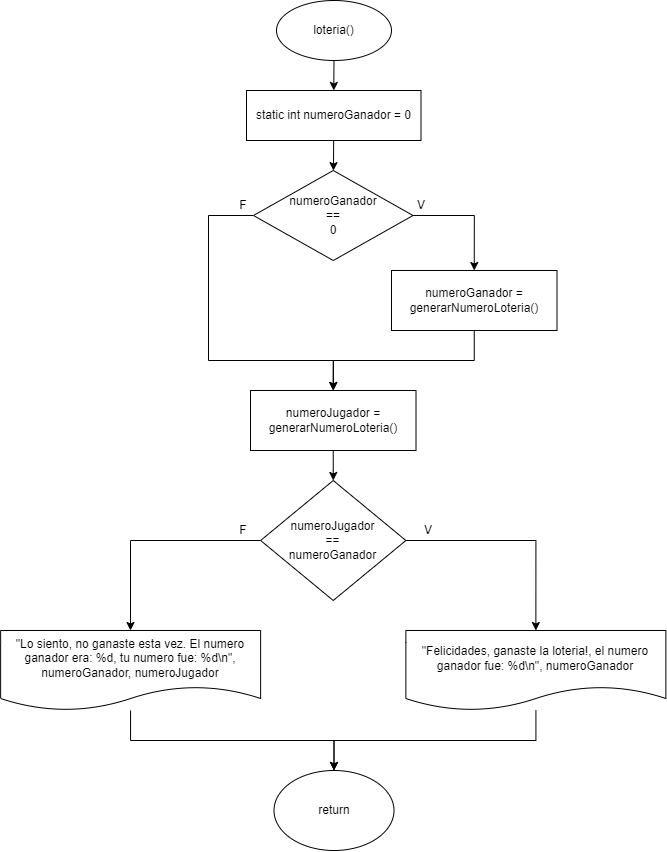 loteria()
static int numeroGanador = 0
numeroGanador
==
0
F
V
numeroGanador =
generarNumeroLoteria()
numeroJugador =
generarNumeroLoteria()
numeroJugador
==
numeroGanador
F
V
"Lo siento, no ganaste esta vez. El numero
ganador era: %d, tu numero fue: %d\n",
numeroGanador, numeroJugador
"Felicidades, ganaste la loteria!, el numero
ganador fue: %d\n", numeroGanador
return